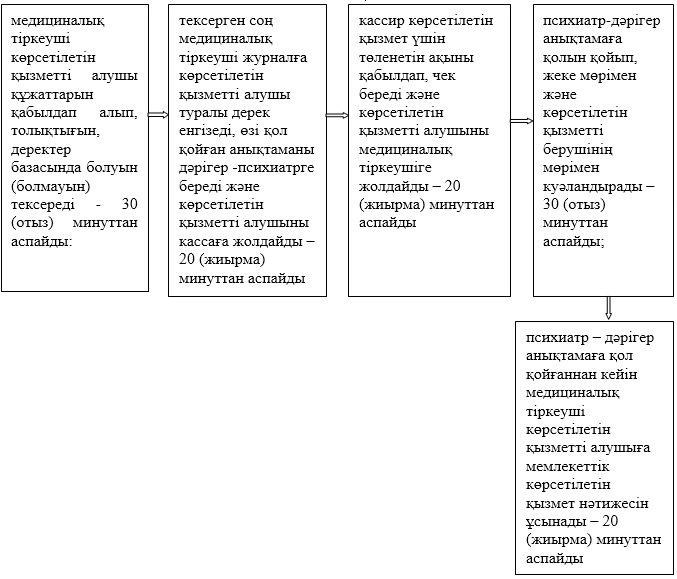 медициналық
тіркеуші
көрсетілетін
қызметті алушы
құжаттарын
қабылдап алып,
толықтығын,
деректер
базасында болуын
(болмауын)
тексереді - 30
(отыз) минуттан
аспайды:
тексерген соң
медициналық
тіркеуші журналға
көрсетілетін
қызметті алушы
туралы дерек
енгізеді, өзі қол
қойған анықтаманы
дәрігер -психиатрге
береді және
көрсетілетін
қызметті алушыны
кассаға жолдайды –
20 (жиырма)
минуттан аспайды
кассир көрсетілетін
қызмет үшін
төленетін ақыны
қабылдап, чек
береді және
көрсетілетін
қызметті алушыны
медициналық
тіркеушіге
жолдайды – 20
(жиырма) минуттан
аспайды
психиатр-дәрігер
анықтамаға
қолын қойып,
жеке мөрімен
және
көрсетілетін
қызметті
берушінің
мөрімен
куәландырады –
30 (отыз)
минуттан
аспайды;
психиатр – дәрігер
анықтамаға қол
қойғаннан кейін
медициналық
тіркеуші
көрсетілетін
қызметті алушыға
мемлекеттік
көрсетілетін
қызмет нәтижесін
ұсынады – 20
(жиырма) минуттан
аспайды